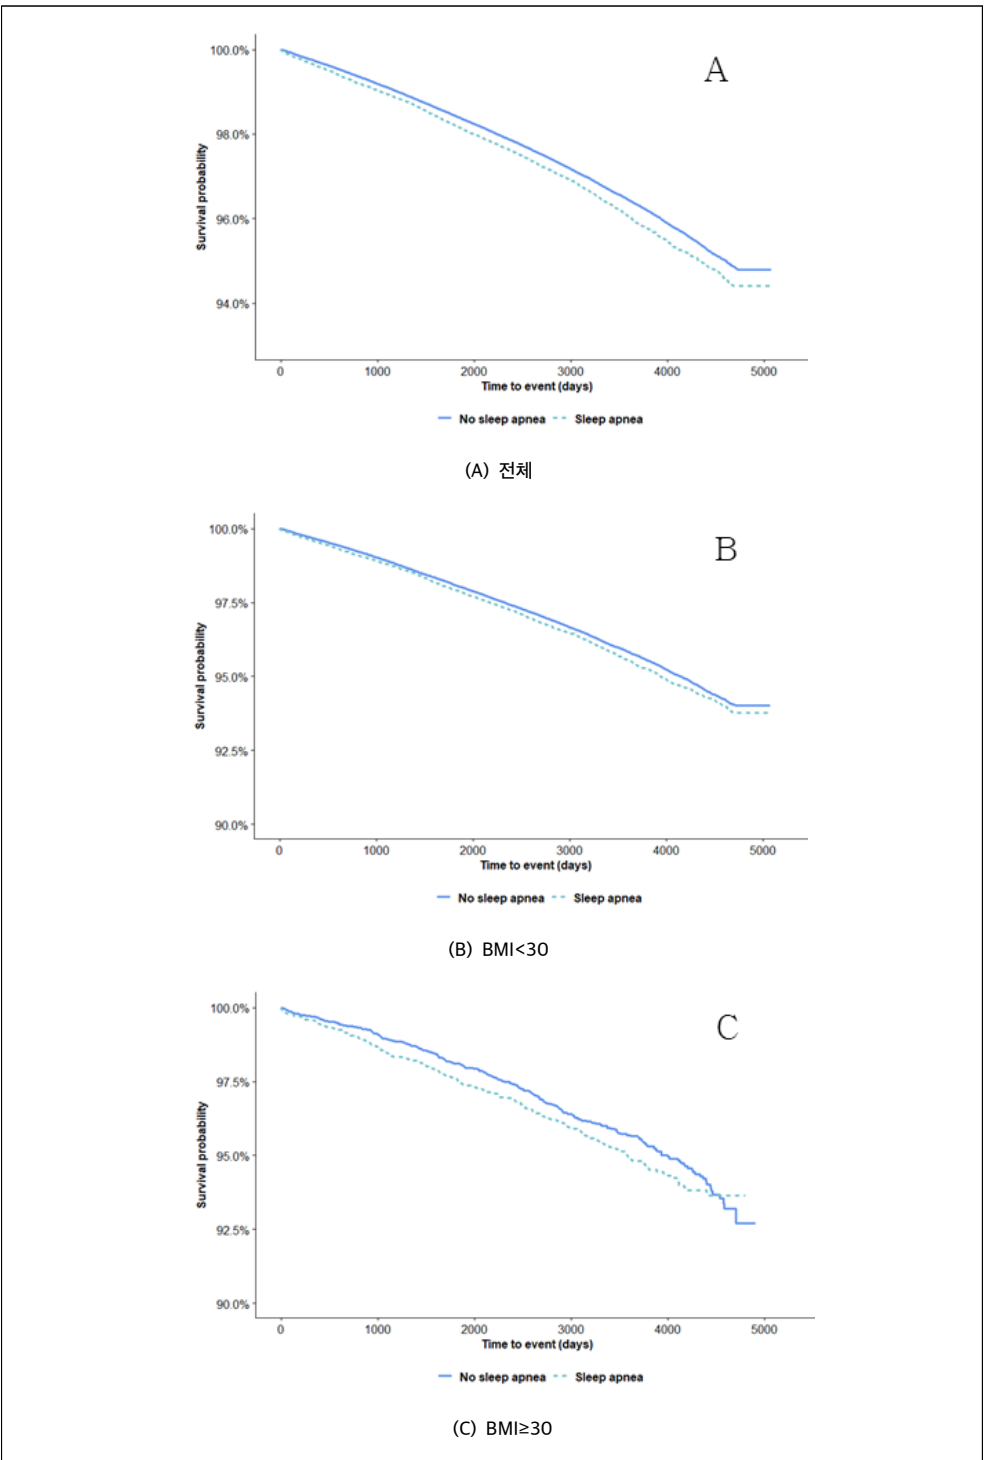 A
100.0%
98.0%
96.0%
94.0%
Survival probability
0 1000 2000 3000 4000 5000
Time to event (days)
No sleep apnea Sleep apnea
(A) 전체
B
100.0%
97.5%
95.0%
92.5%
90.0%
Survival probability
0 1000 2000 3000 4000 5000
Time to event (days)
No sleep apnea Sleep apnea
(B) BMI<30
C
100.0%
97.5%
95.0%
92.5%
90.0%
Survival probability
0 1000 2000 3000 4000 5000
Time to event (days)
No sleep apnea Sleep apnea
(C) BMI≥30